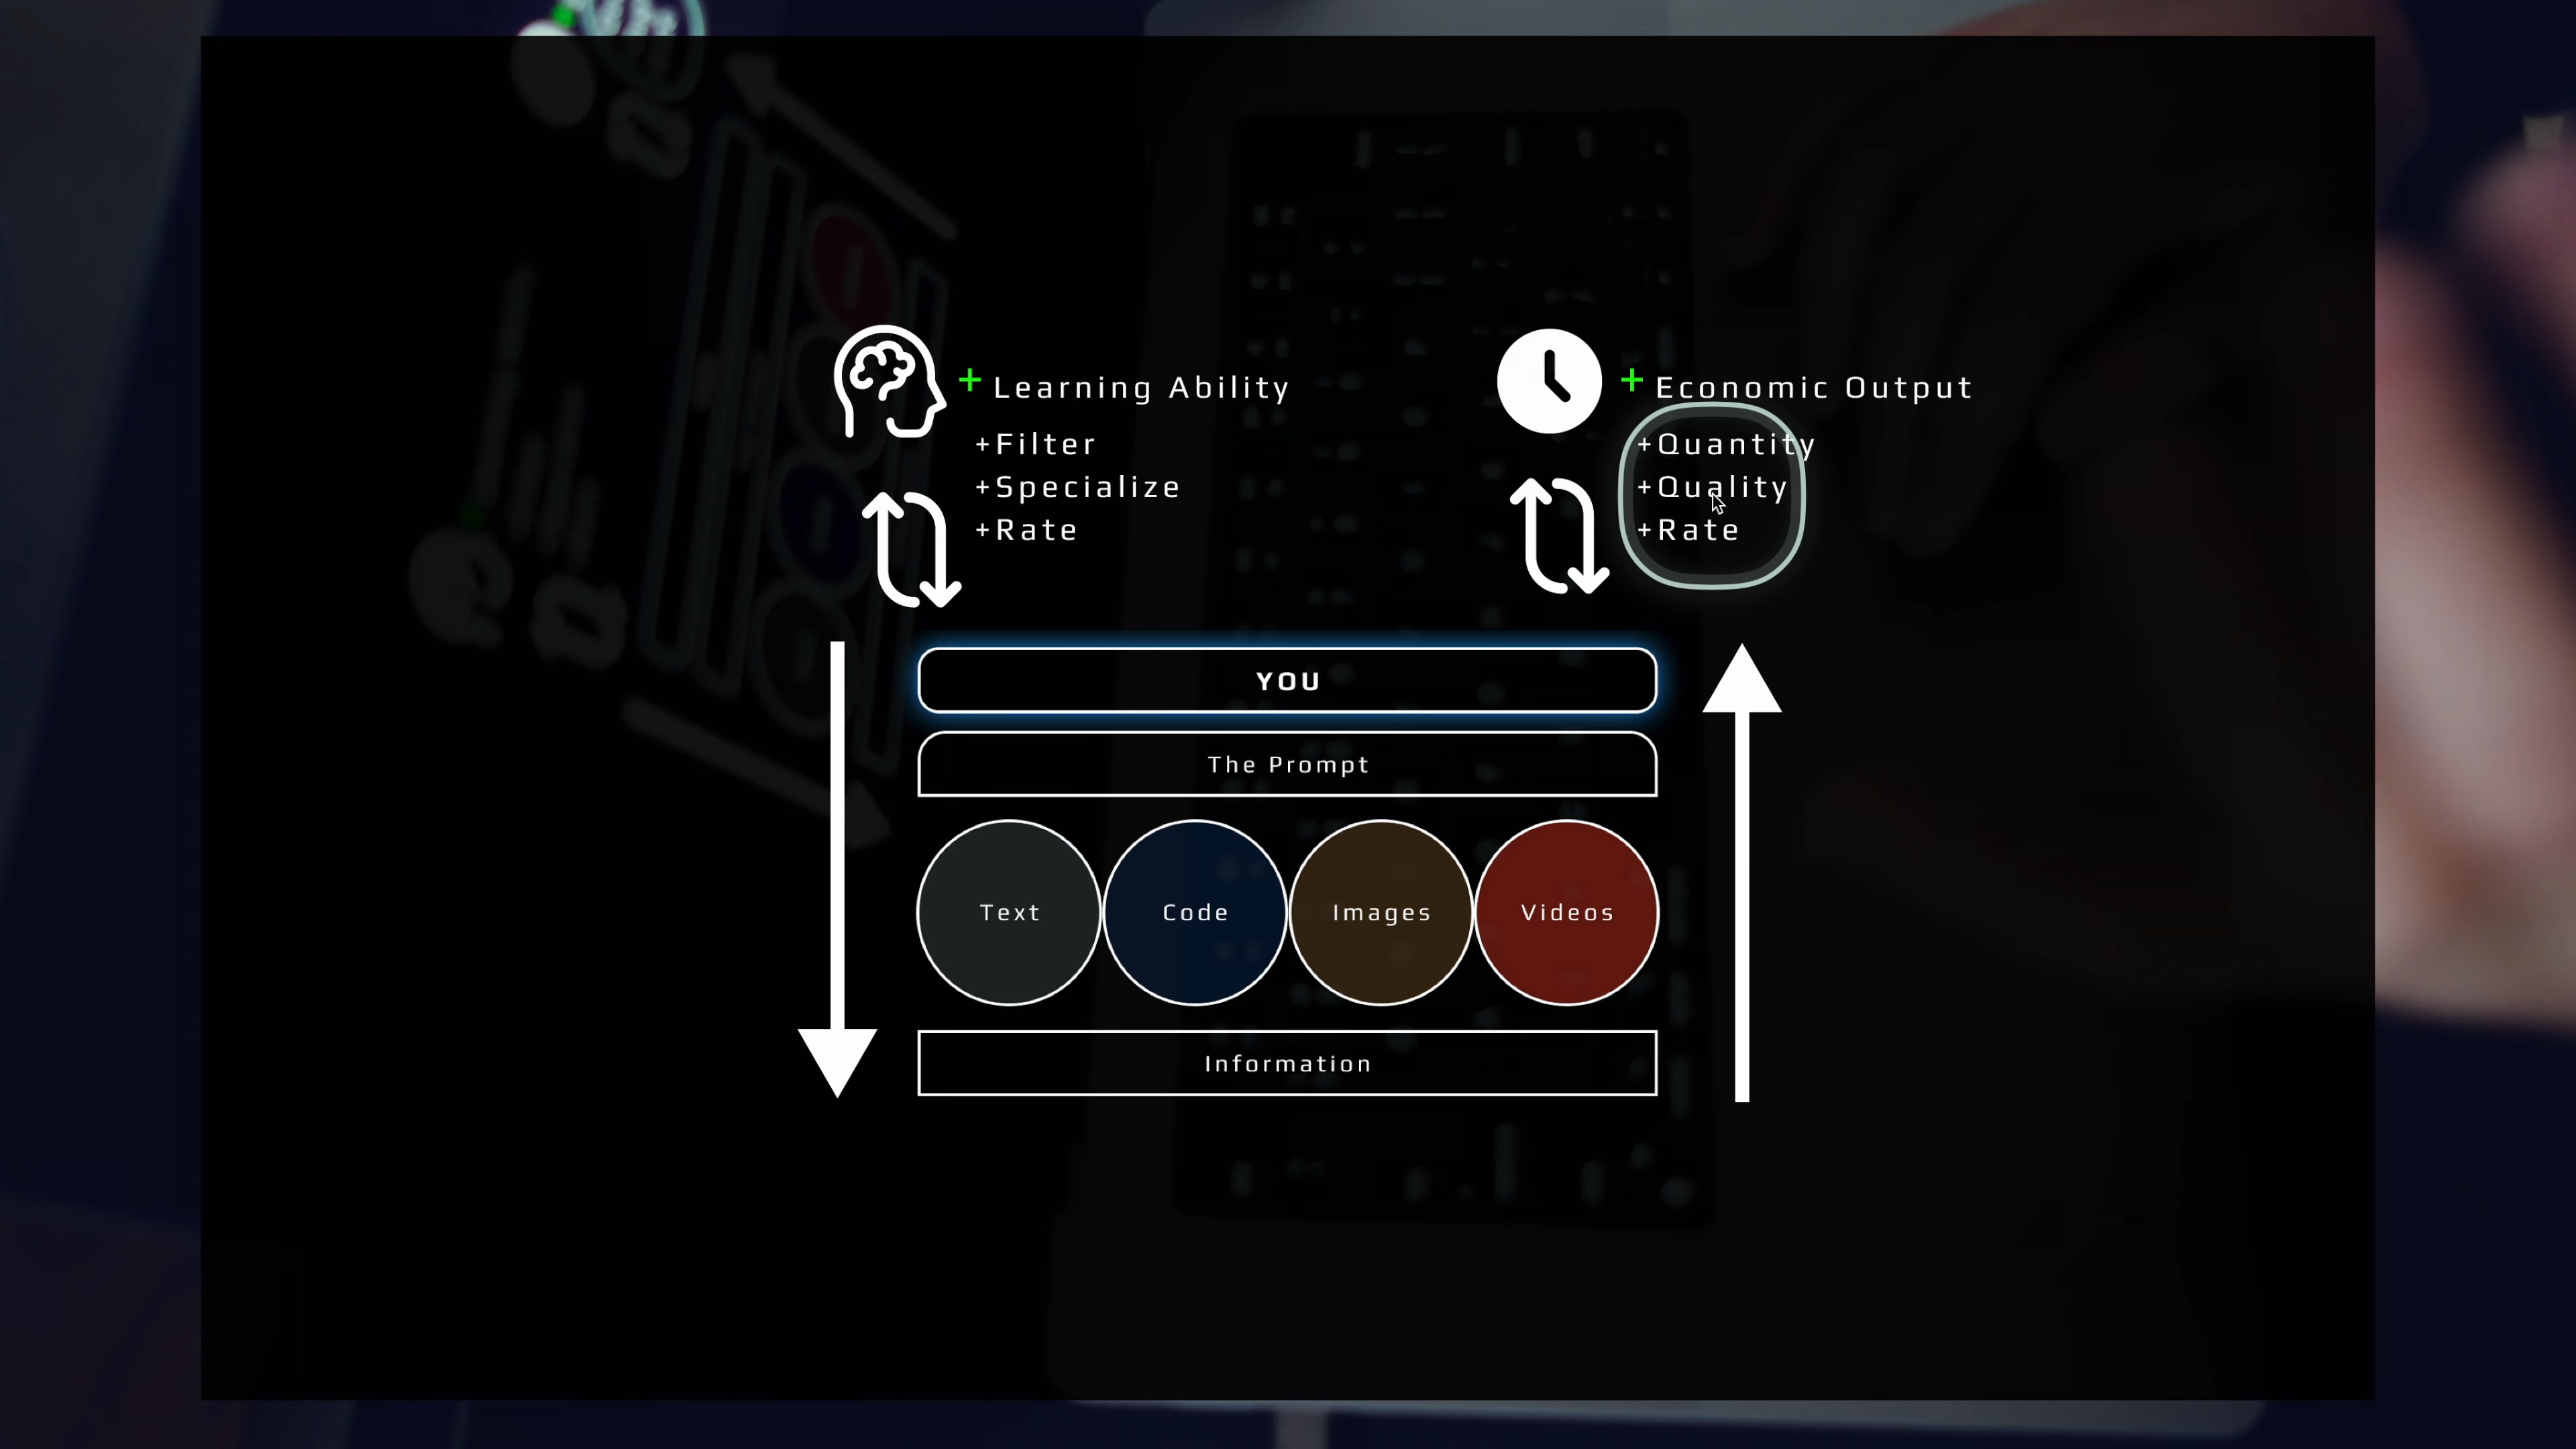 + Learning Ability
+Filter
+Specialize
+Rate
+ Economic Output
+Quantity
+Quality
+Rate
YOU
The Prompt
Text
Code
Images
Videos
Information